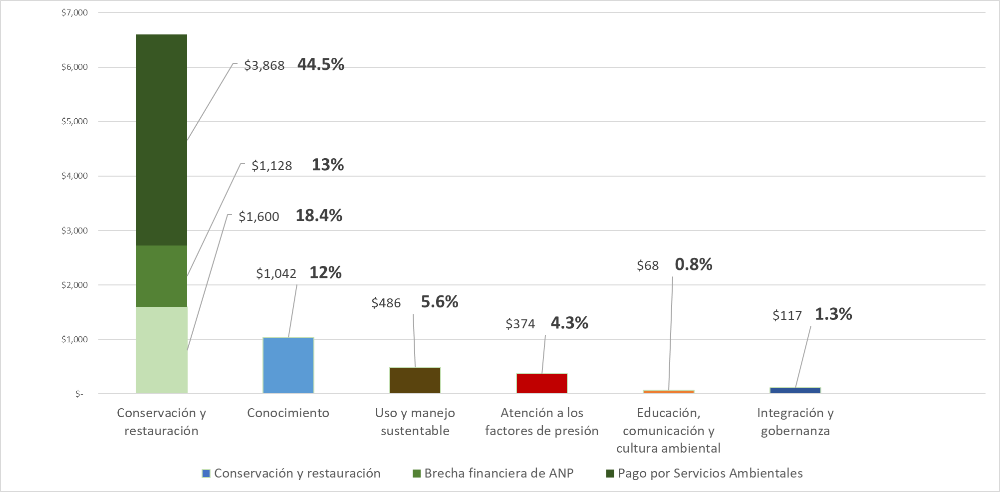 $7,000
$6,000
$5,000
$4,000
$3,000
$2,000
$1,000
$-
$3,868 44.5%
$1,128 13%
$1,600 18.4%
$1,042 12%
$486 5.6%
$374 4.3%
$68 0.8%
$117 1.3%
Conservación y
restauración
Conocimiento
Uso y manejo
sustentable
Atención a los
factores de presión
Educación,
comunicación y
cultura ambiental
Integración y
gobernanza
Conservación y restauración
Brecha financiera de ANP
Pago por Servicios Ambientales